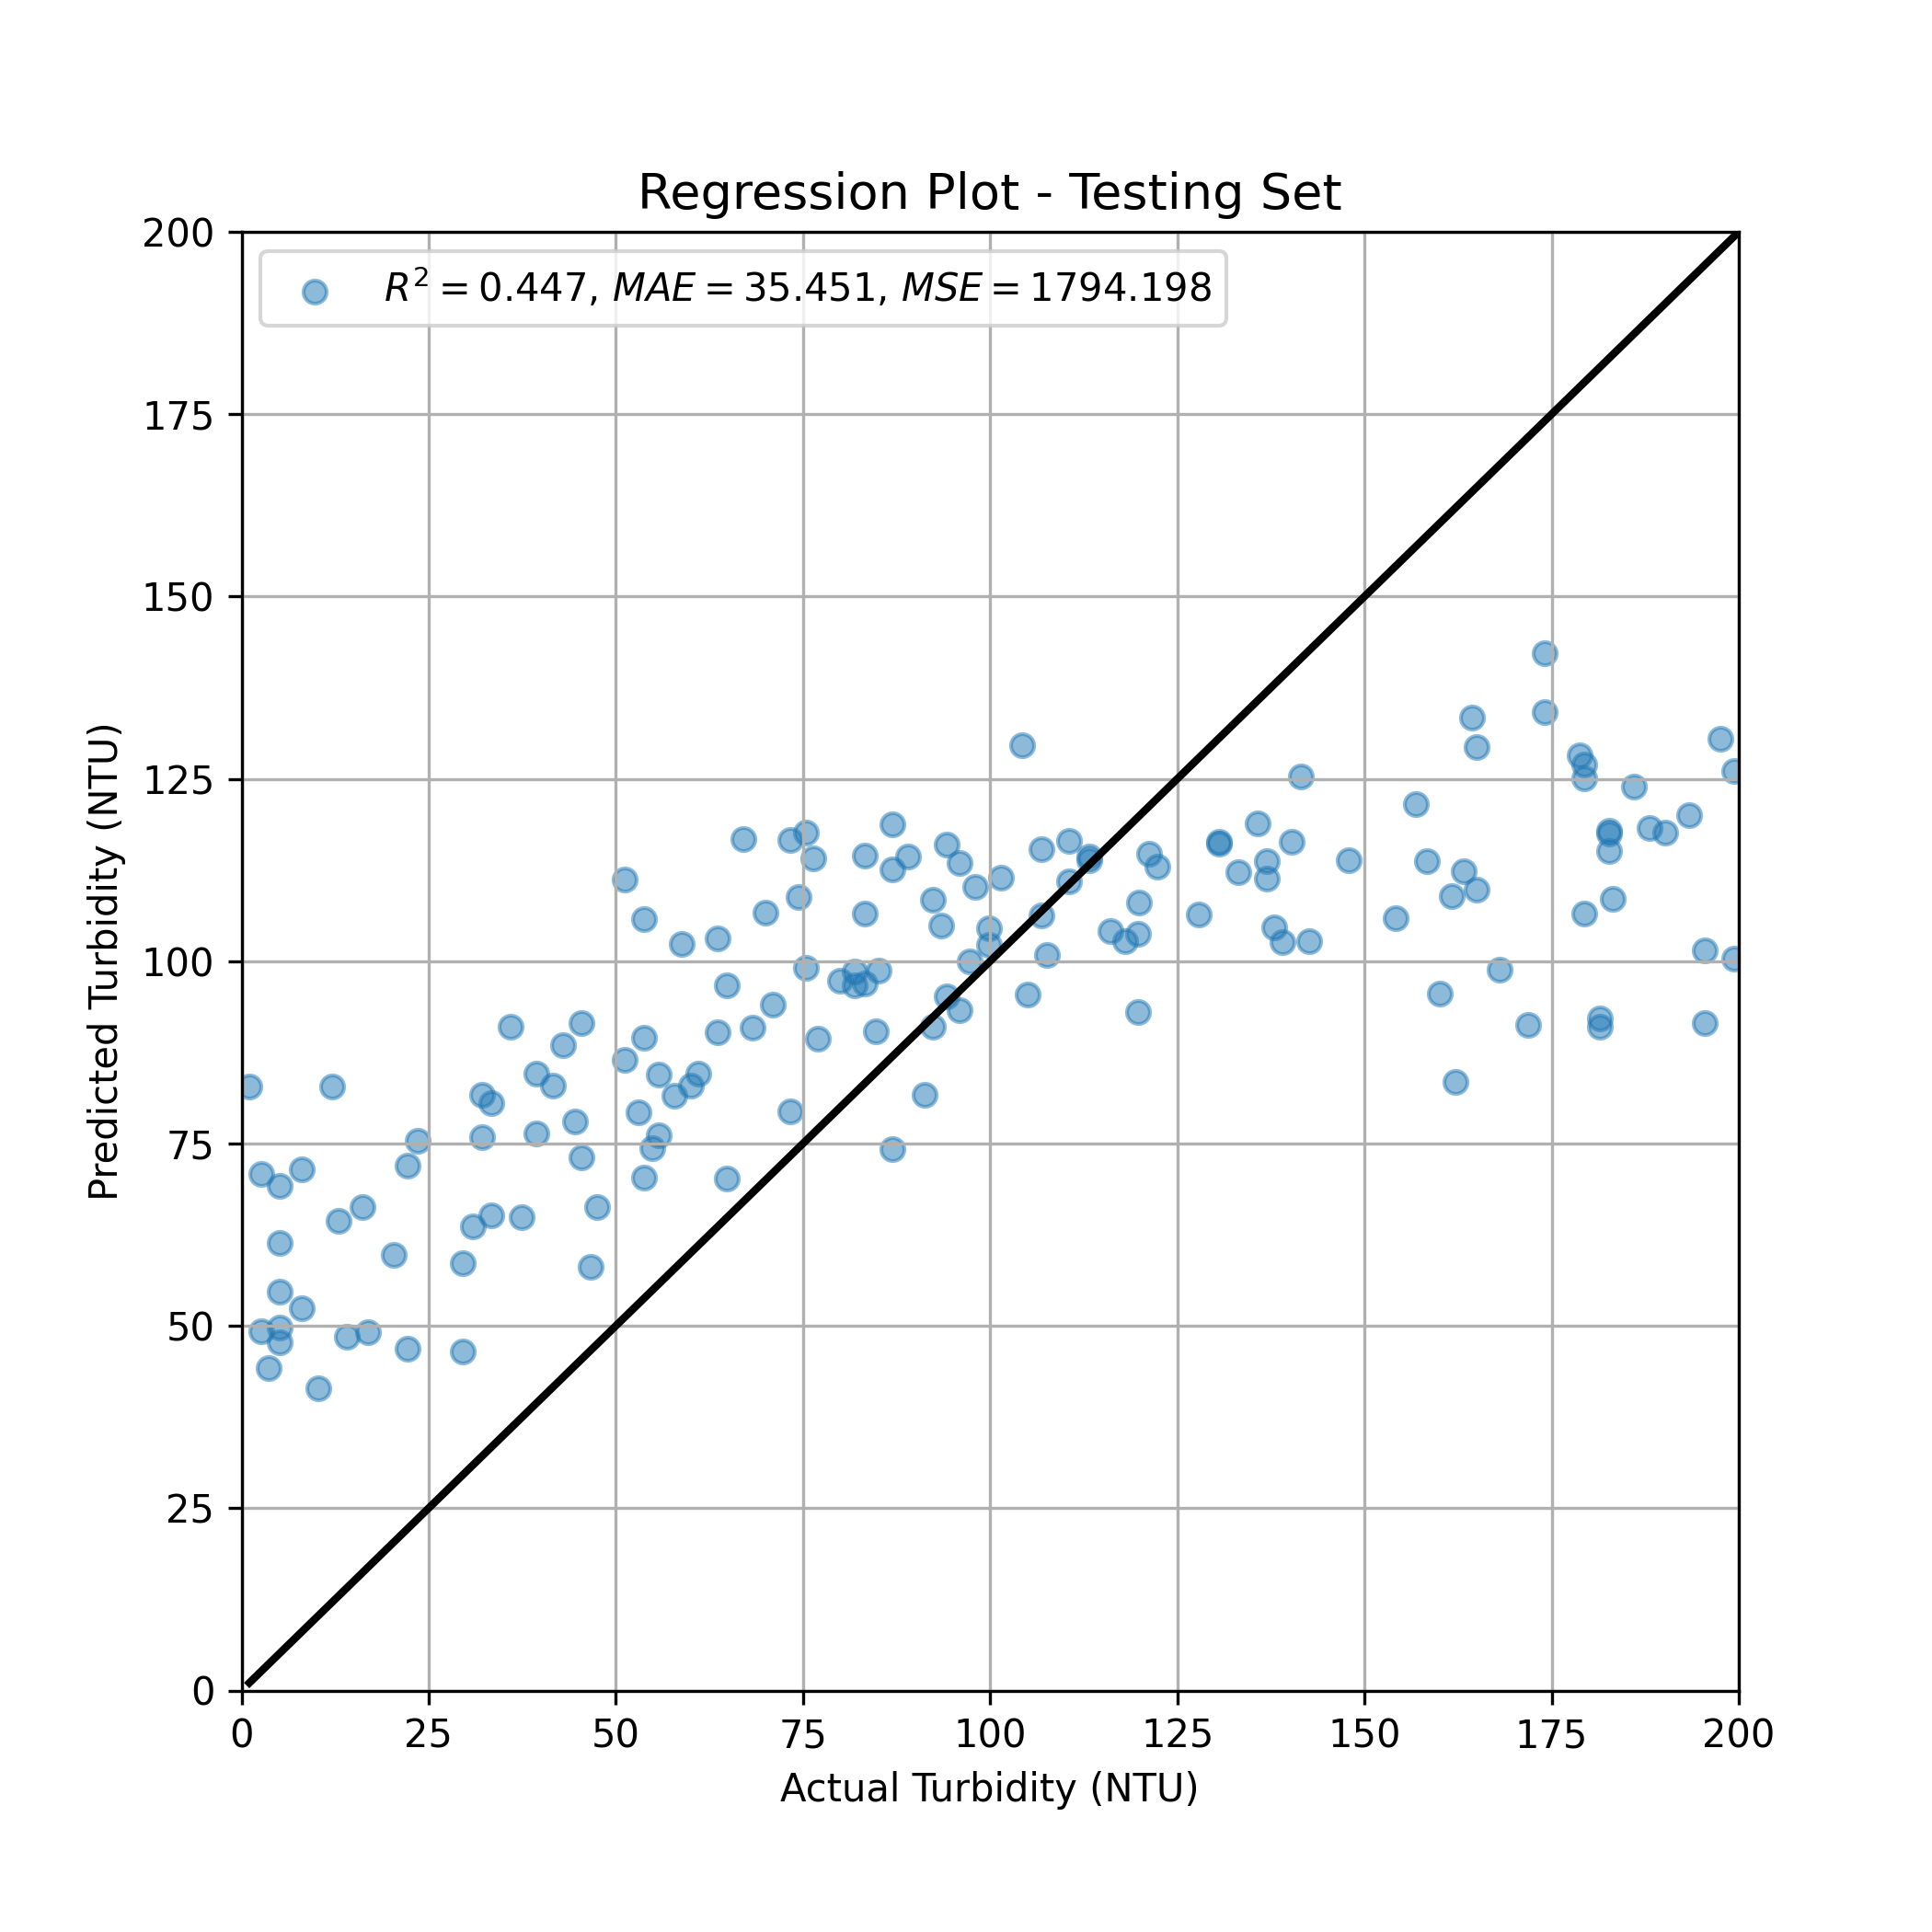 Regression Plot - Testing Set
R² = 0.447, MAE = 35.451, MSE = 1794.198
200
175
150
125
100
75
50
25
0
Predicted Turbidity (NTU)
0 25 50 75 100 125 150 175 200
Actual Turbidity (NTU)